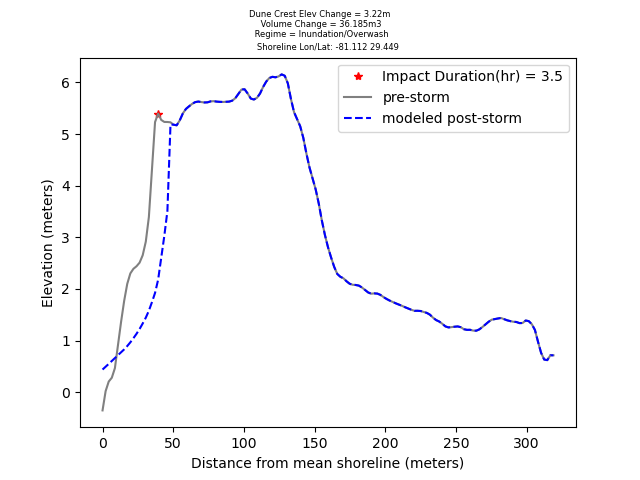 Dune Crest Elev Change = 3.22m
Volume Change = 36.185m3
Regime = Inundation/Overwash
Shoreline Lon/Lat: -81.112 29.449
Impact Duration(hr) = 3.5
pre-storm
modeled post-storm
6
5
4
3
2
1
0
Elevation (meters)
0 50 100 150 200 250 300
Distance from mean shoreline (meters)